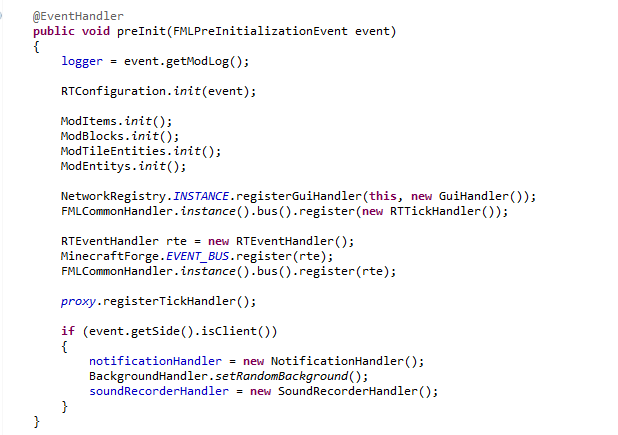 @EventHandler
public void preInit(FMLPreInitializationEvent event)
{
logger = event.getModLog();
RTConfiguration.init(event);
ModItems.init();
ModBlocks.init();
ModTileEntities.init();
ModEntitys.init();
NetworkRegistry.INSTANCE.registerGuiHandler(this, new GuiHandler());
FMLCommonHandler.instance().bus().register(new RTTickHandler());
RTEventHandler rte = new RTEventHandler();
MinecraftForge.EVENT_BUS.register(rte);
FMLCommonHandler.instance().bus().register(rte);
proxy.registerTickHandler();
if (event.getSide().isClient())
{
notificationHandler = new NotificationHandler();
BackgroundHandler.setRandomBackground();
soundRecorderHandler = new SoundRecorderHandler();
}
}